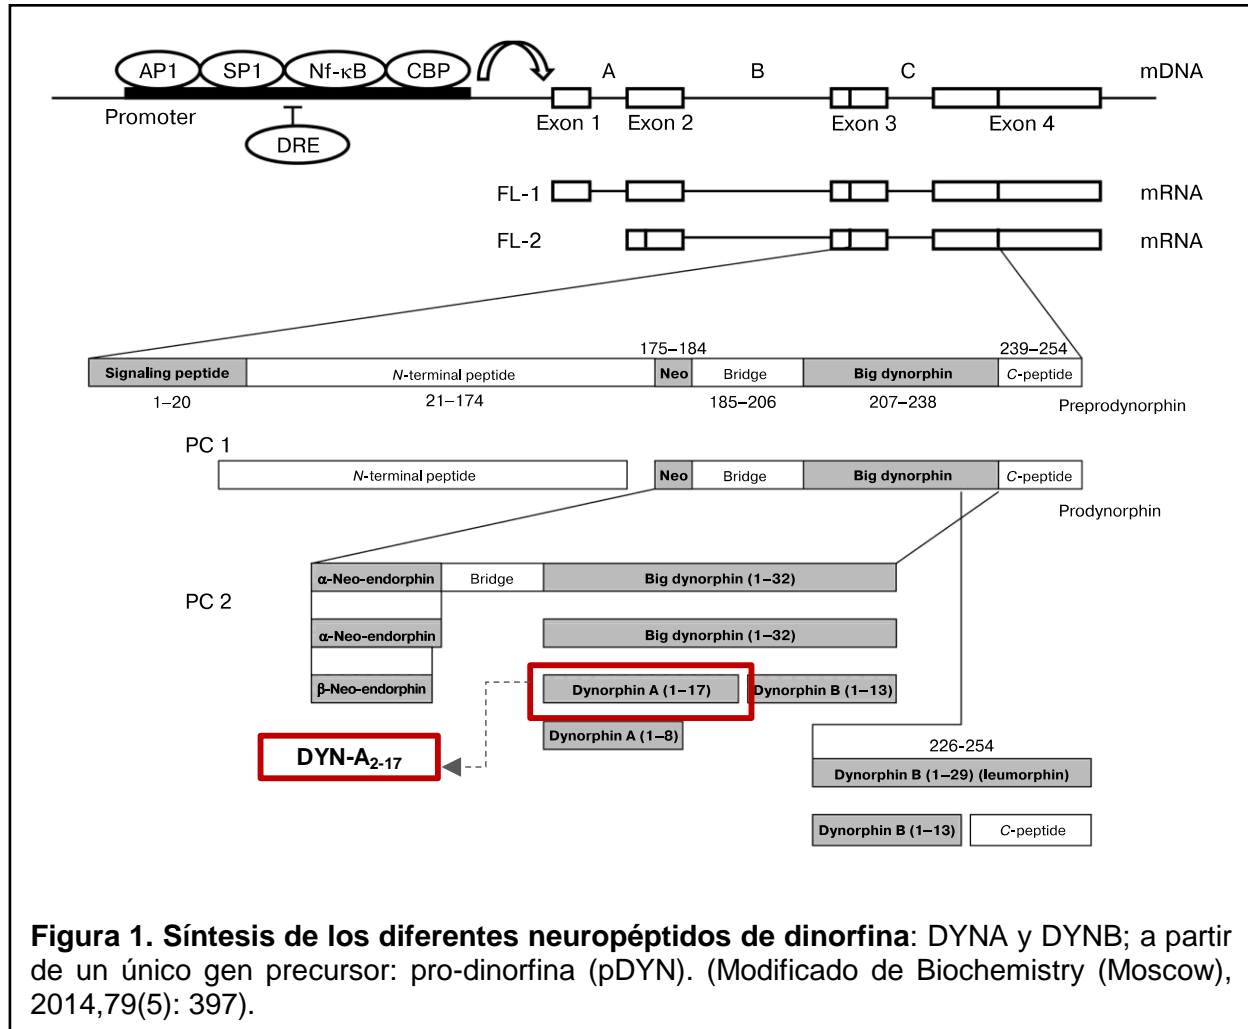 AP1 SP1 Nf-κB CBP A B C mDNA
Promoter Exon 1 Exon 2 Exon 3 Exon 4
DRE
FL-1 mRNA
FL-2 mRNA
175–184 239–254
Signaling peptide N-terminal peptide Neo Bridge Big dynorphin C-peptide
1–20 21–174 185–206 207–238 Preprodynorphin
PC 1
N-terminal peptide Neo Bridge Big dynorphin C-peptide
Prodynorphin
α-Neo-endorphin Bridge Big dynorphin (1–32)
PC 2
α-Neo-endorphin Big dynorphin (1–32)
β-Neo-endorphin Dynorphin A (1–17) Dynorphin B (1–13)
Dynorphin A (1–8)
DYN-A2-17
226-254
Dynorphin B (1–29) (leumorphin)
Dynorphin B (1–13) C-peptide
Figura 1. Síntesis de los diferentes neuropéptidos de dinorfina: DYNA y DYNB; a partir
de un único gen precursor: pro-dinorfina (pDYN). (Modificado de Biochemistry (Moscow),
2014,79(5): 397).